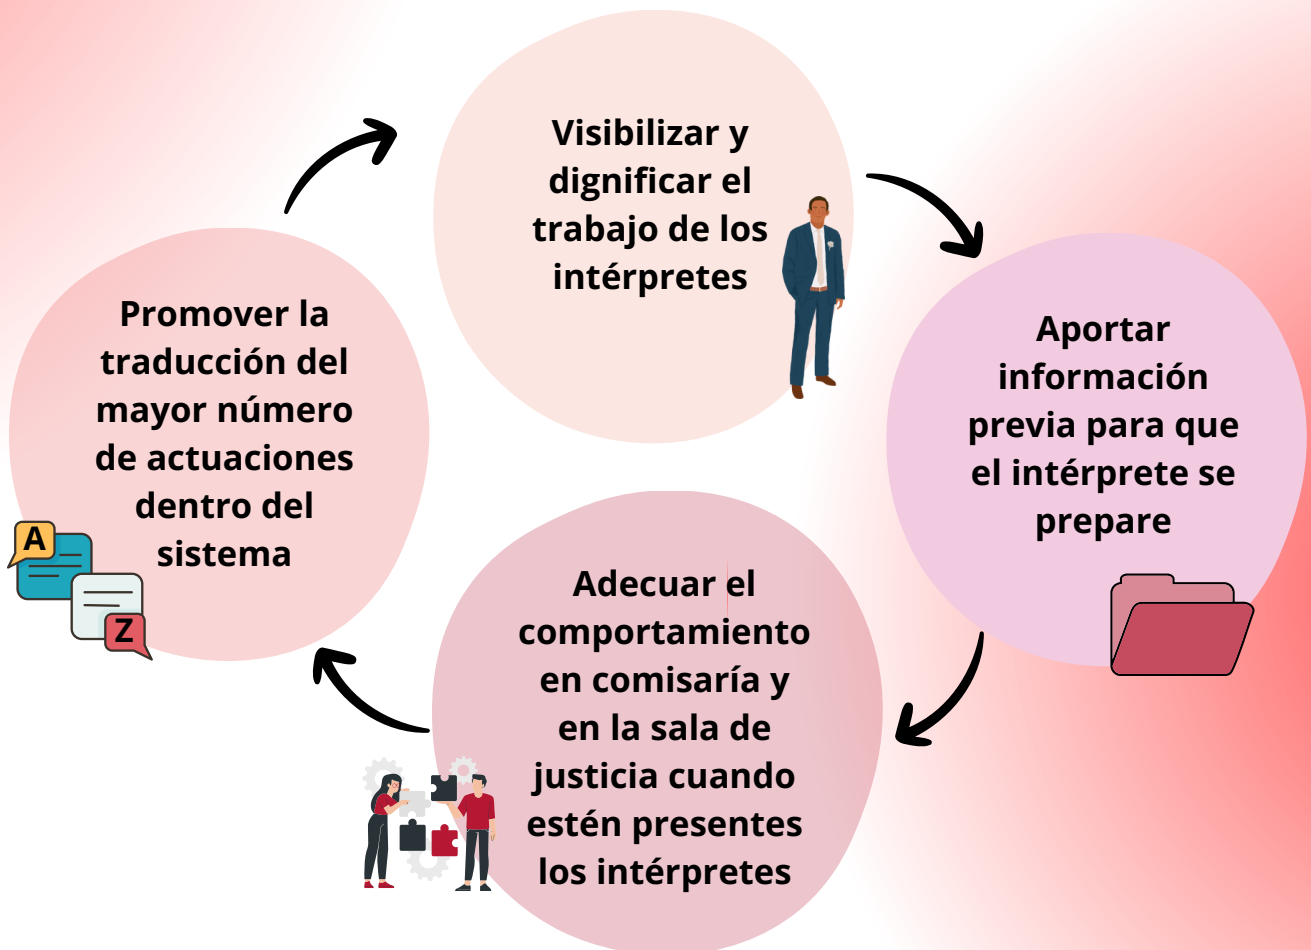 Visibilizar y
dignificar el
trabajo de los
intérpretes
Aportar
información
previa para que
el intérprete se
prepare
Adecuar el
comportamiento
en comisaría y
en la sala de
justicia cuando
estén presentes
los intérpretes
Promover la
traducción del
mayor número
de actuaciones
dentro del
sistema
A
Z